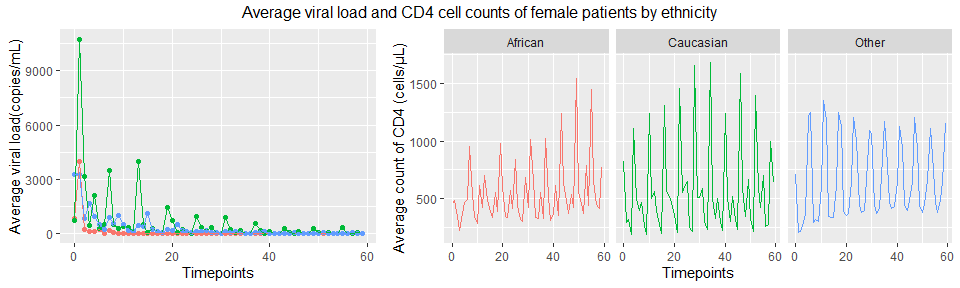 Average viral load and CD4 cell counts of female patients by ethnicity
Average viral load(copies/mL)
9000
6000
3000
0
0 20 40 60
Timepoints
Average count of CD4 (cells/µL)
African Caucasian Other
1500
1000
500
0 20 40 60 0 20 40 60 0 20 40 60
Timepoints